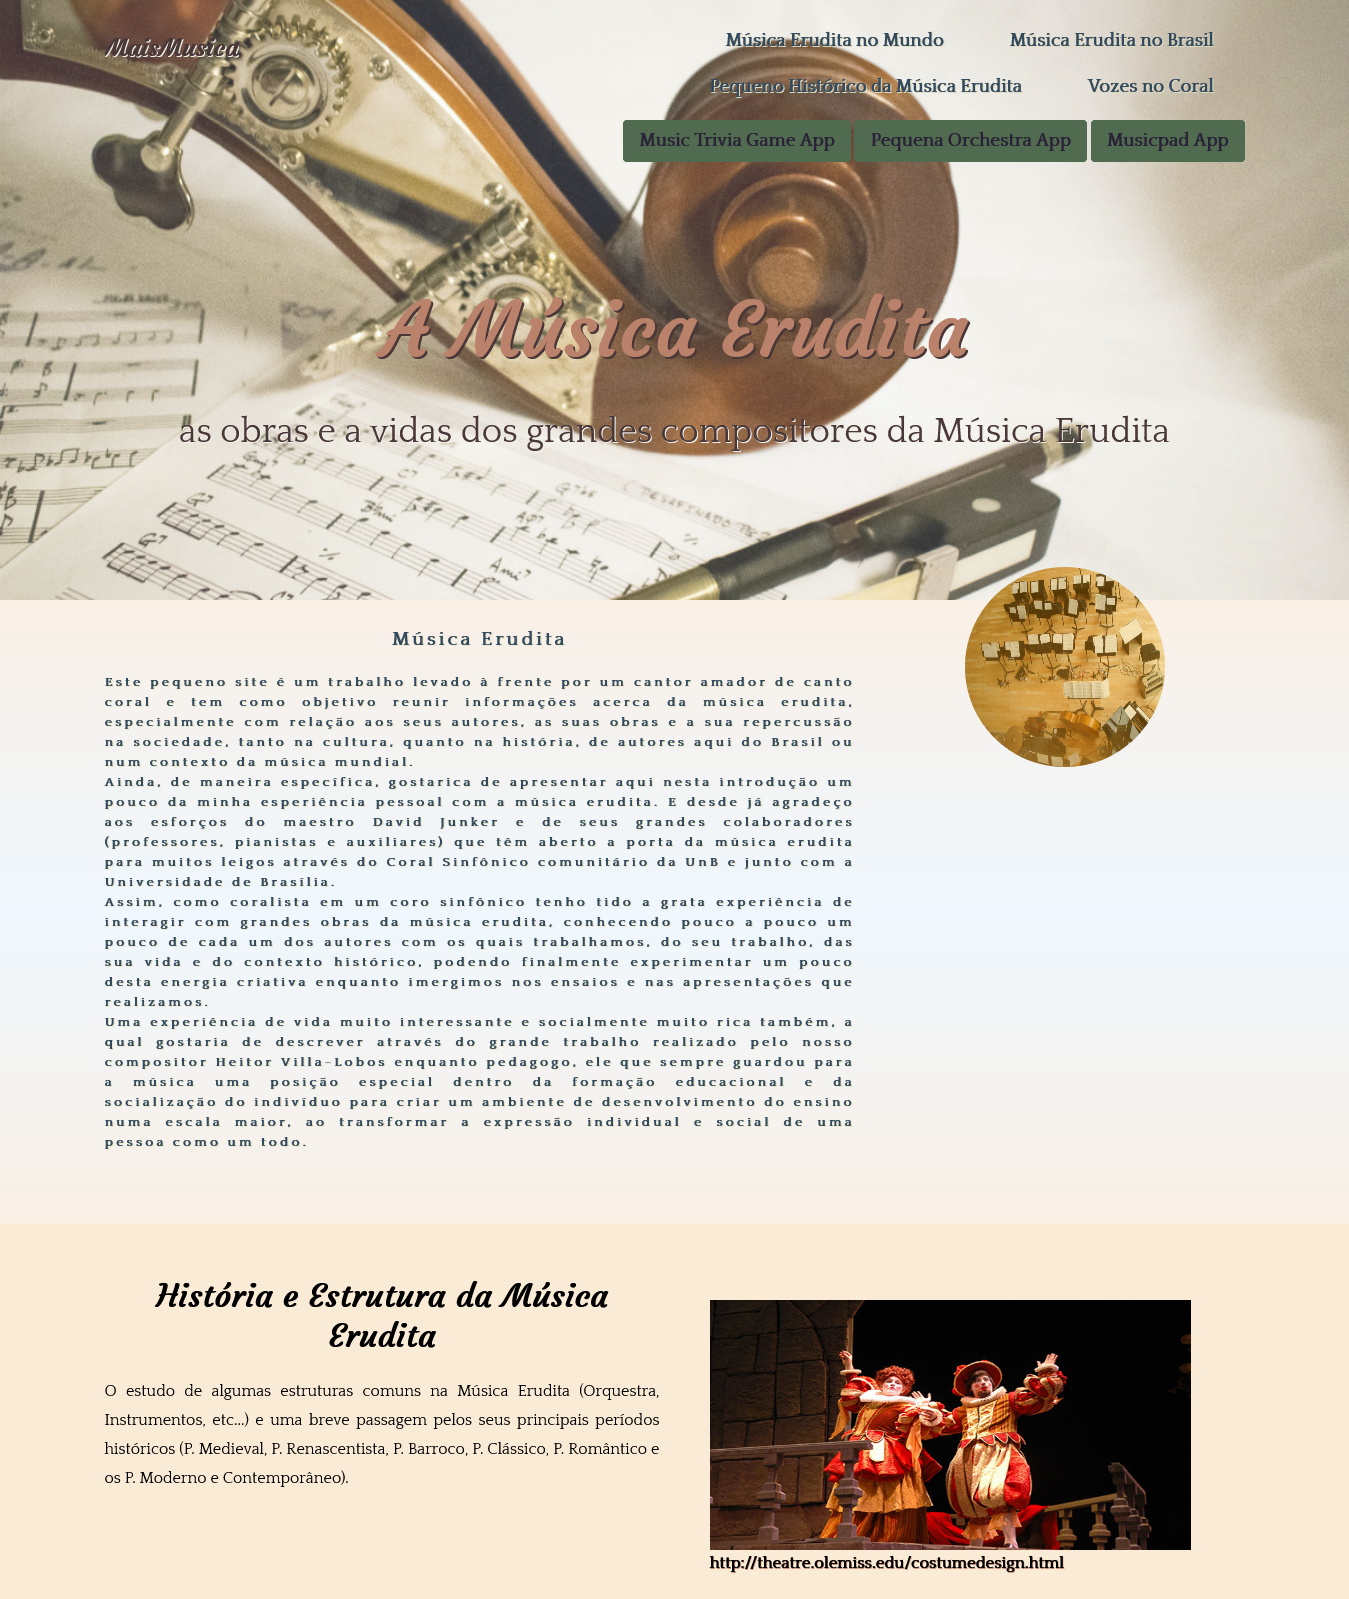 MaisMusica
Música Erudita no Mundo
Música Erudita no Brasil
Pequeno Histórico da Música Erudita
Vozes no Coral
Music Trivia Game App
Pequena Orchestra App
Musicpad App
A Música Erudita
as obras e a vidas dos grandes compositores da Música Erudita
Música Erudita
Este pequeno site é um trabalho levado à frente por um cantor amador de canto
coral e tem como objetivo reunir informações acerca da música erudita,
especialmente com relação aos seus autores, as suas obras e a sua repercussão
na sociedade, tanto na cultura, quanto na história, de autores aqui do Brasil ou
num contexto da música mundial.
Ainda, de maneira específica, gostarica de apresentar aqui nesta introdução um
pouco da minha esperiência pessoal com a música erudita. E desde já agradeço
aos esforços do maestro David Junker e de seus grandes colaboradores
(professores, pianistas e auxiliares) que têm aberto a porta da música erudita
para muitos leigos através do Coral Sinfônico comunitário da UnB e junto com a
Universidade de Brasília.
Assim, como coralista em um coro sinfônico tenho tido a grata experiência de
interagir com grandes obras da música erudita, conhecendo pouco a pouco um
pouco de cada um dos autores com os quais trabalhamos, do seu trabalho, das
sua vida e do contexto histórico, podendo finalmente experimentar um pouco
desta energia criativa enquanto imergimos nos ensaios e nas apresentações que
realizamos.
Uma experiência de vida muito interessante e socialmente muito rica também, a
qual gostaria de descrever através do grande trabalho realizado pelo nosso
compositor Heitor Villa-Lobos enquanto pedagogo, ele que sempre guardou para
a música uma posição especial dentro da formação educacional e da
socialização do indivíduo para criar um ambiente de desenvolvimento do ensino
numa escala maior, ao transformar a expressão individual e social de uma
pessoa como um todo.
História e Estrutura da Música
Erudita
O estudo de algumas estruturas comuns na Música Erudita (Orquestra,
Instrumentos, etc...) e uma breve passagem pelos seus principais períodos
históricos (P. Medieval, P. Renascentista, P. Barroco, P. Clássico, P. Romântico e
os P. Moderno e Contemporâneo).
http://theatre.olemiss.edu/costumedesign.html